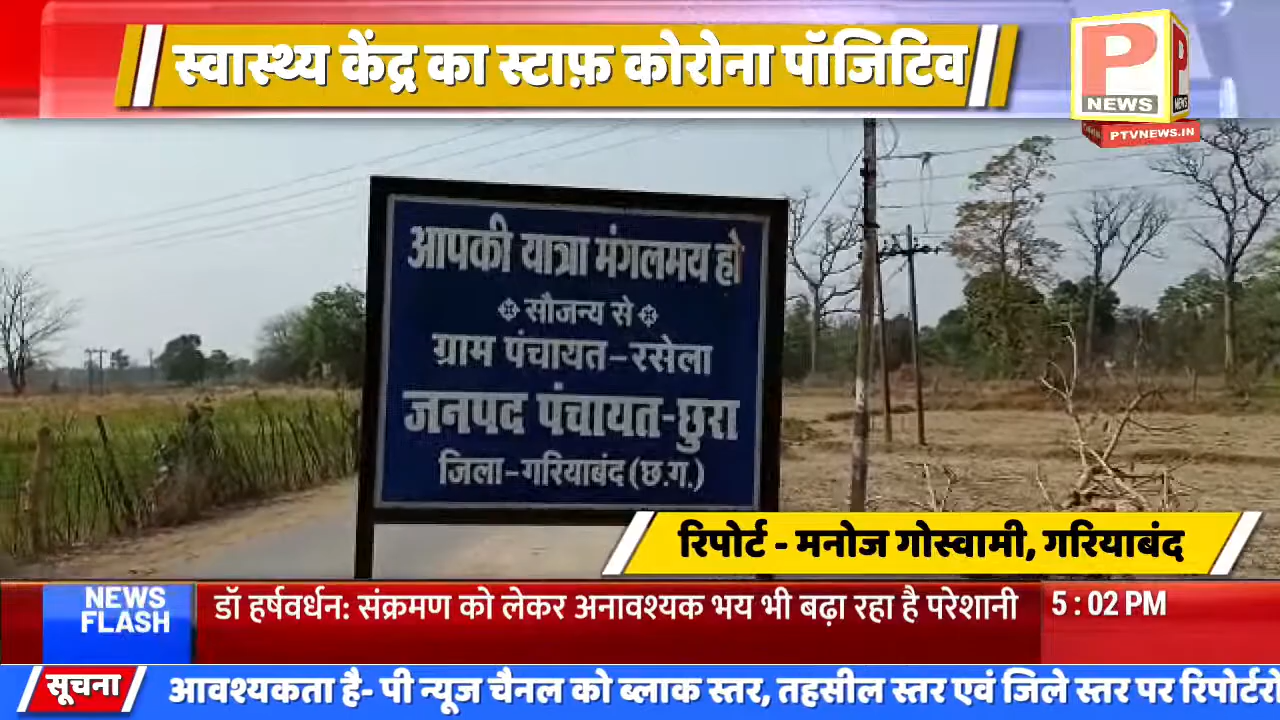 स्वास्थ्य केंद्र का स्टाफ़ कोरोना पॉजिटिव
P
NEWS
PTVNEWS.IN
आपकी यात्रा मंगलमय हो
सौजन्य से
ग्राम पंचायत-रसेला
जनपद पंचायत-छुरा
जिला-गरियाबंद (छ.ग.)
रिपोर्ट - मनोज गोस्वामी, गरियाबंद
NEWS FLASH
डॉ हर्षवर्धन: संक्रमण को लेकर अनावश्यक भय भी बढ़ा रहा है परेशानी
5 : 02 PM
सूचना
आवश्यकता है- पी न्यूज चैनल को ब्लाक स्तर, तहसील स्तर एवं जिले स्तर पर रिपोर्टरो